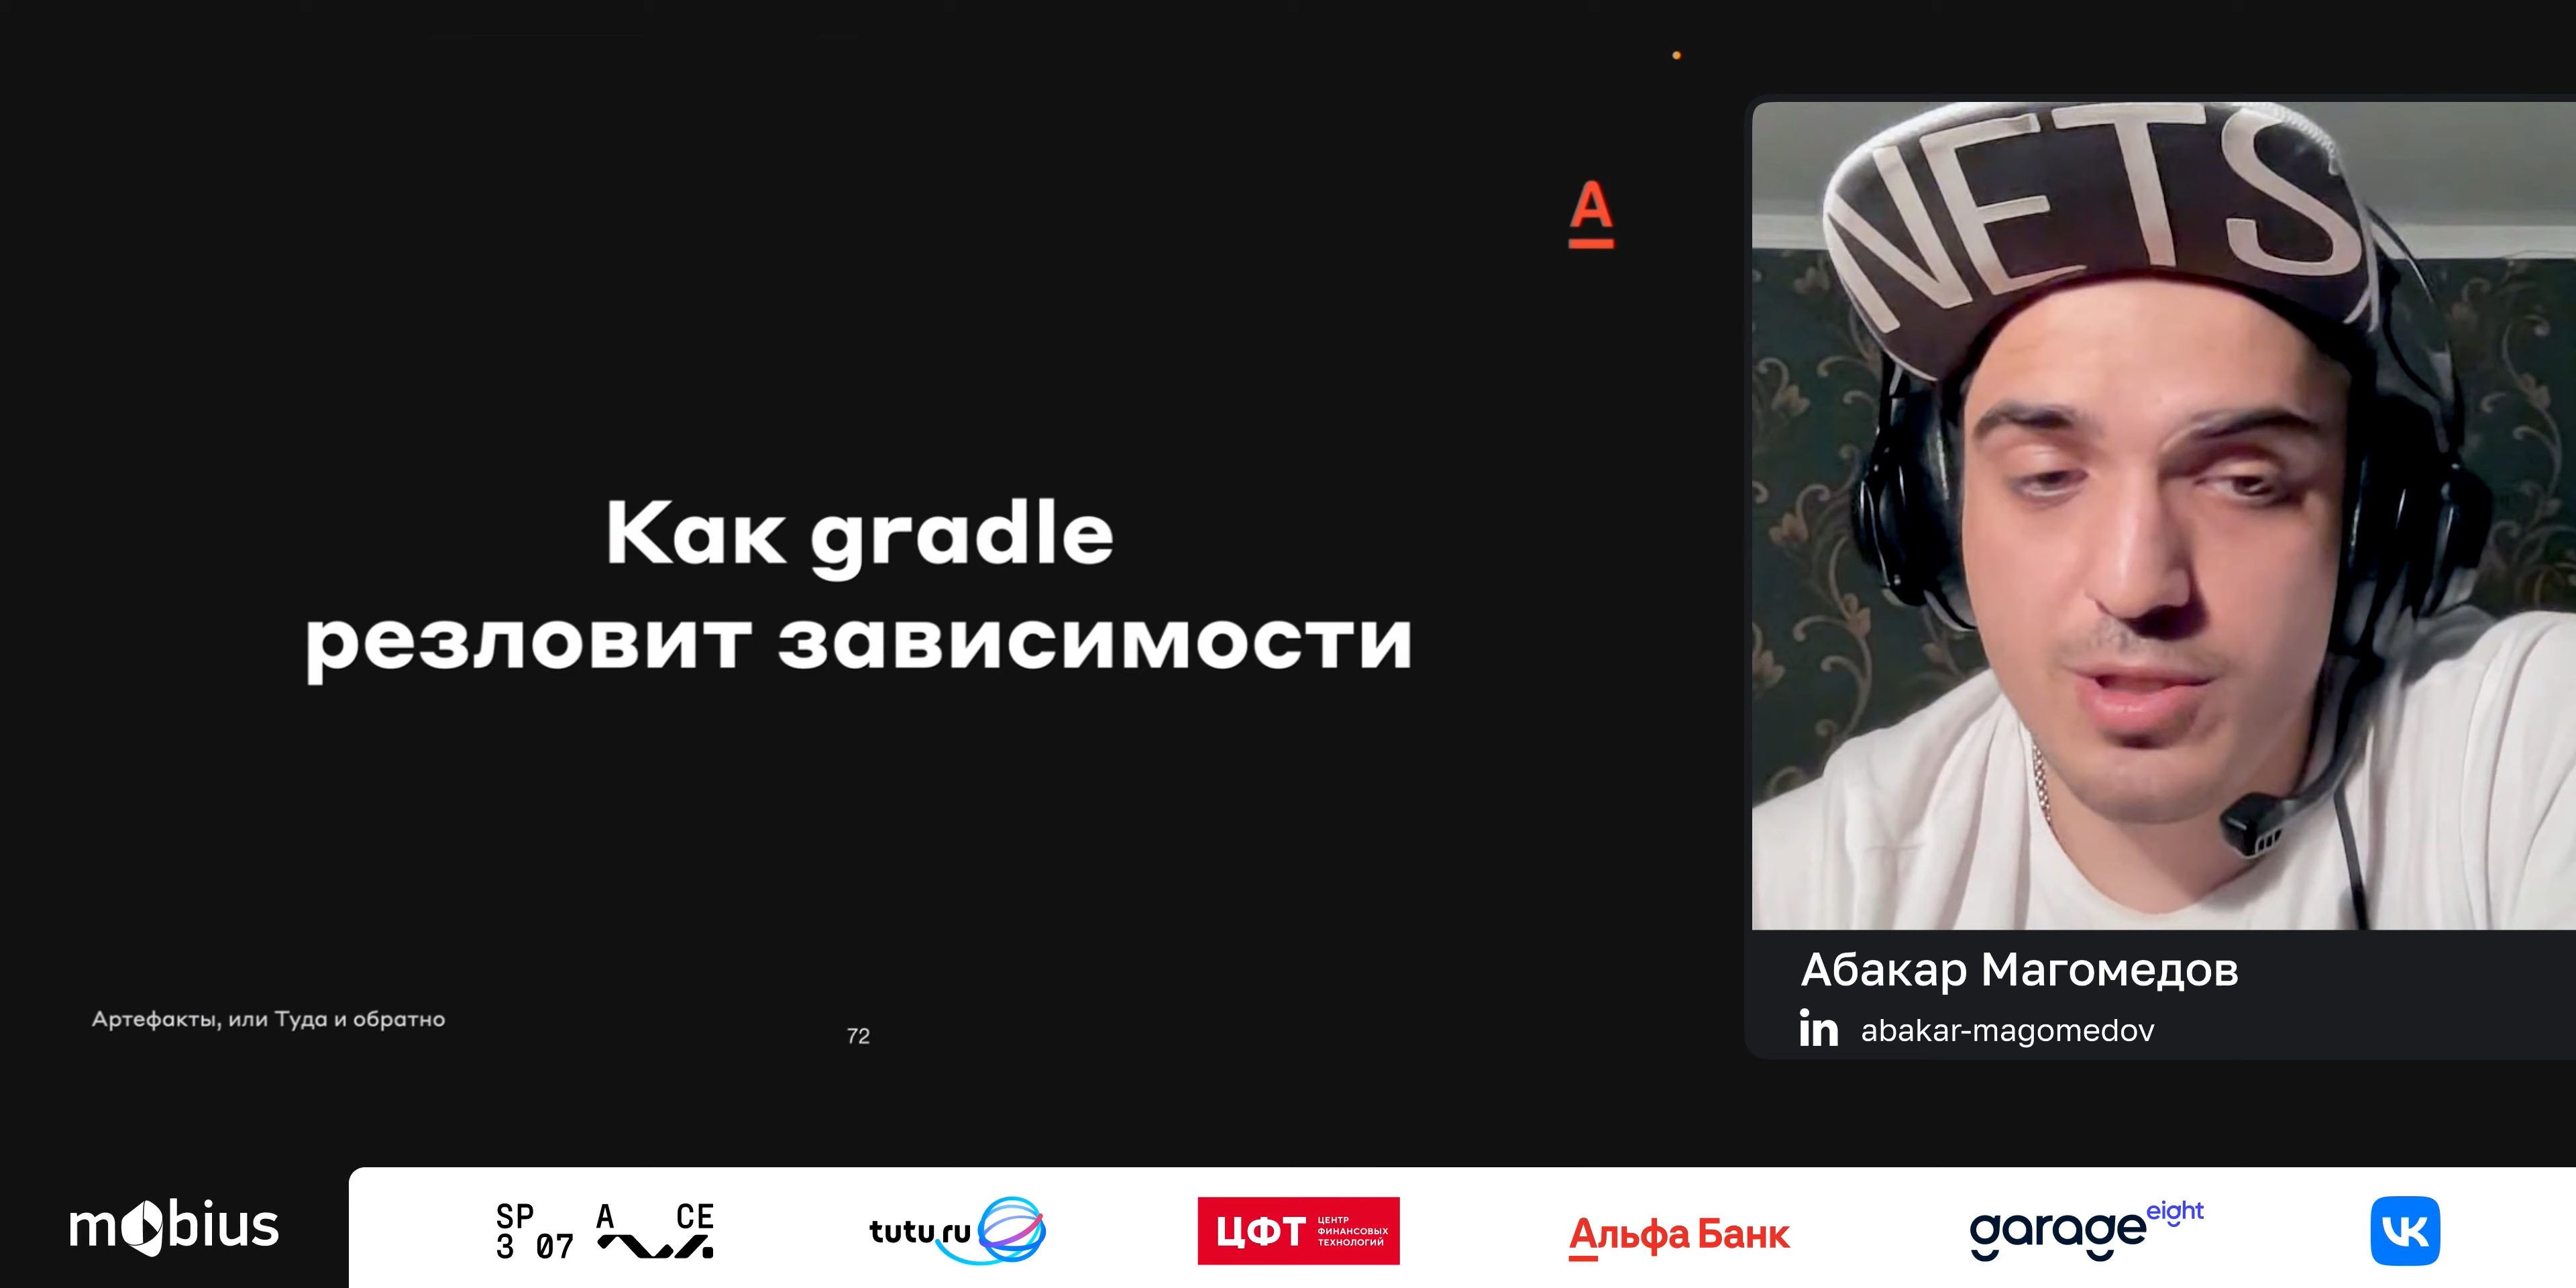 NETS
A
Как gradle
резловит зависимости
Абакар Магомедов
in abakar-magomedov
Артефакты, или Туда и обратно
72
mobius
SP A CE
3 07
tutu.ru
ЦФТ
ЦЕНТР
ФИНАНСОВЫХ
ТЕХНОЛОГИЙ
Альфа Банк
garage eight
VK